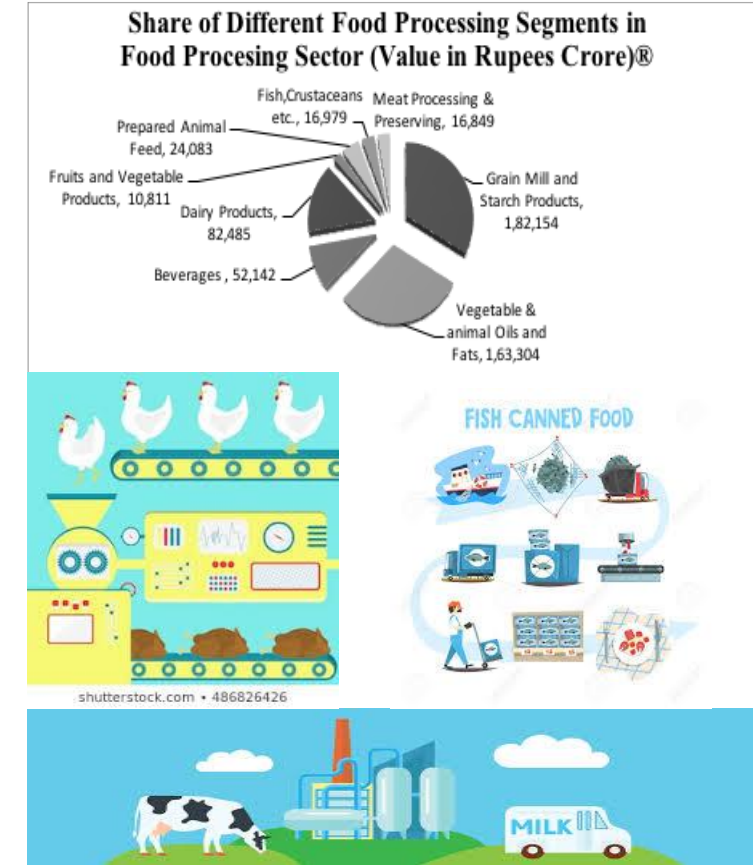 Share of Different Food Processing Segments in
Food Procesing Sector (Value in Rupees Crore)®
Fish,Crustaceans
etc., 16,979
Meat Processing &
Preserving, 16,849
Prepared Animal
Feed, 24,083
Fruits and Vegetable
Products, 10,811
Grain Mill and
Starch Products,
1,82,154
Dairy Products,
82,485
Beverages , 52,142
Vegetable &
animal Oils and
Fats, 1,63,304
FISH CANNED FOOD
shutterstock.com • 486826426
MILK